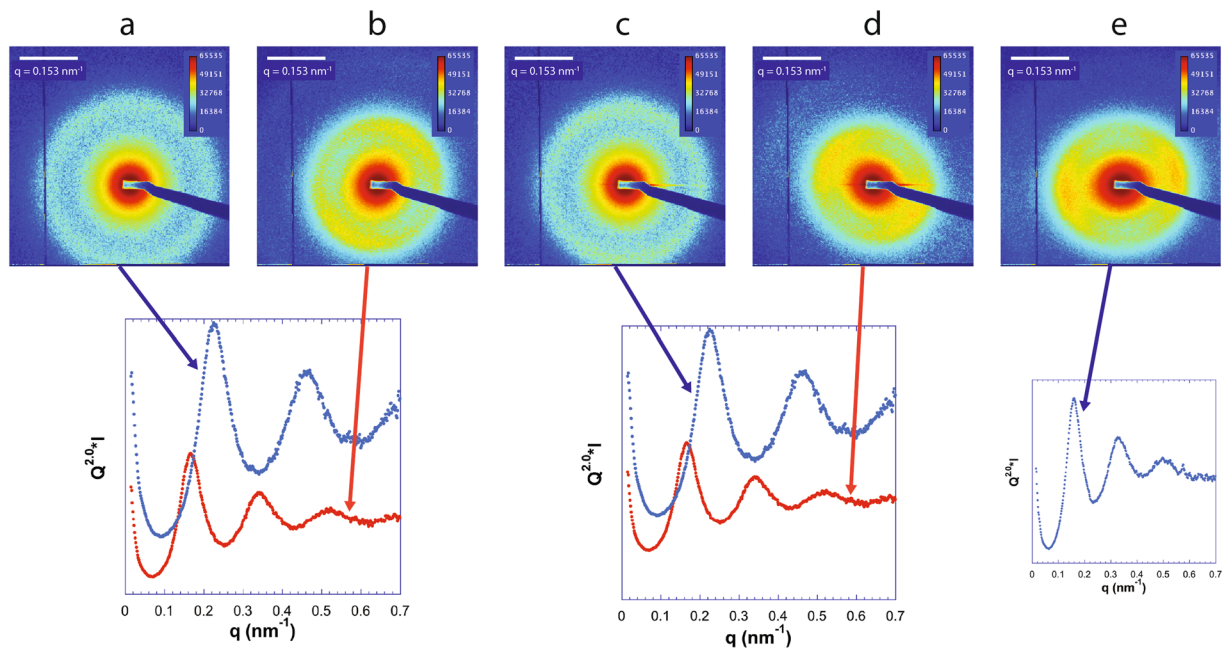 a b c d e
q = 0.153 nm⁻¹ 65535 q = 0.153 nm⁻¹ 65535 q = 0.153 nm⁻¹ 65535 q = 0.153 nm⁻¹ 65535 q = 0.153 nm⁻¹ 65535
49151 49151 49151 49151 49151
32768 32768 32768 32768 32768
16384 16384 16384 16384 16384
0 0 0 0 0
Q²·⁰*I
0 0.1 0.2 0.3 0.4 0.5 0.6 0.7
q (nm⁻¹)
Q²·⁰*I
0 0.1 0.2 0.3 0.4 0.5 0.6 0.7
q (nm⁻¹)
Q²·⁰*I
0 0.1 0.2 0.3 0.4 0.5 0.6 0.7
q (nm⁻¹)